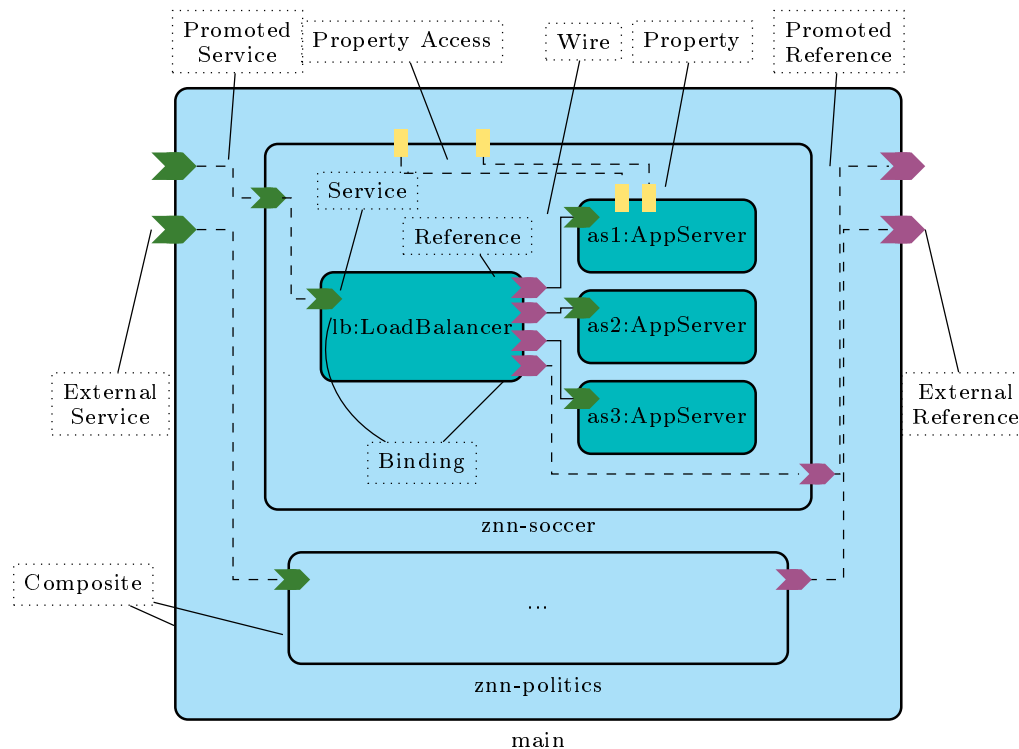 Promoted
Service
Property Access
Wire
Property
Promoted
Reference
Service
Reference
as1:AppServer
lb:LoadBalancer
as2:AppServer
External
Service
External
Reference
as3:AppServer
Binding
znn-soccer
Composite
...
znn-politics
main